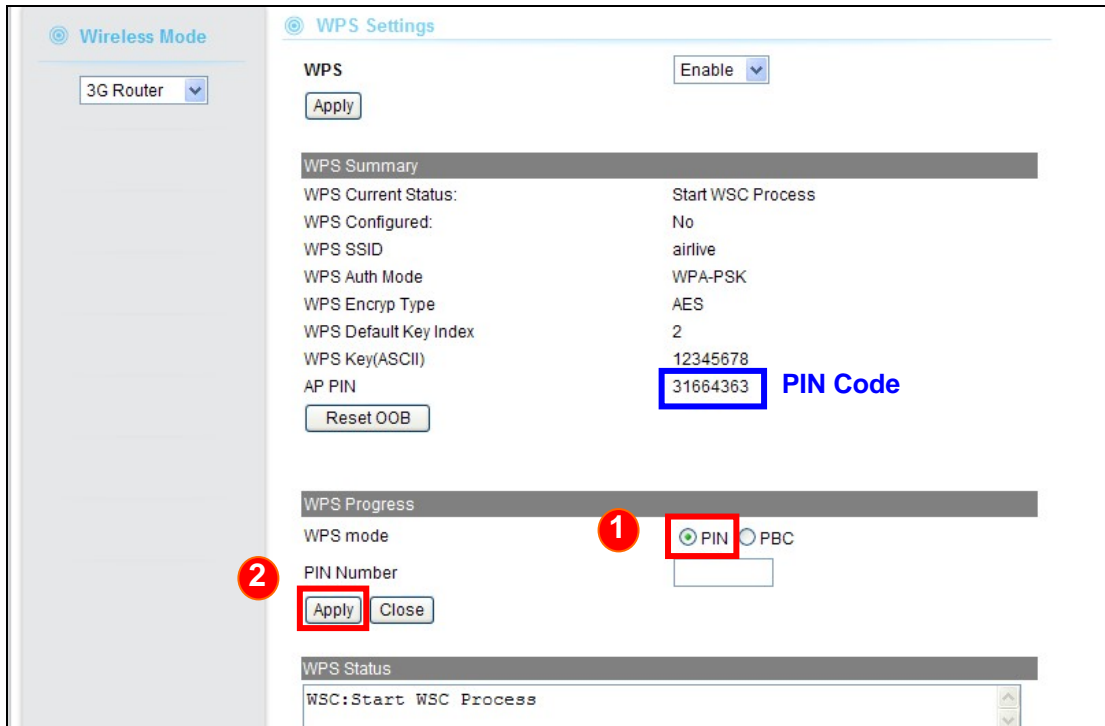 Wireless Mode
3G Router
WPS Settings
WPS Enable
Apply
WPS Summary
WPS Current Status: Start WSC Process
WPS Configured: No
WPS SSID airlive
WPS Auth Mode WPA-PSK
WPS Encryp Type AES
WPS Default Key Index 2
WPS Key(ASCII) 12345678
AP PIN 31664363 PIN Code
Reset OOB
WPS Progress
WPS mode 1 PIN PBC
2 PIN Number
Apply Close
WPS Status
WSC:Start WSC Process